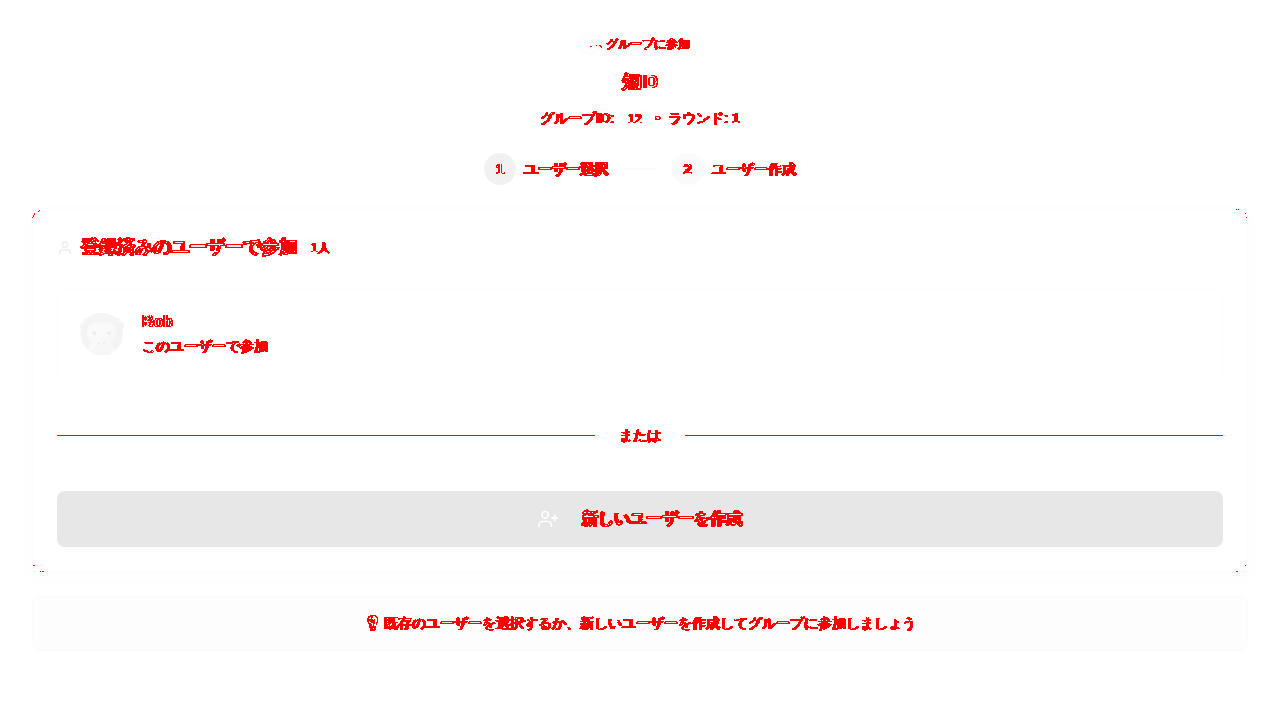 グループに参加
グループID: 12 • ラウンド: 1
1 ユーザー選択 2 ユーザー作成
登録済みのユーザーで参加 1人
Bob
このユーザーで参加
または
新しいユーザーを作成
💡 既存のユーザーを選択するか、新しいユーザーを作成してグループに参加しましょう